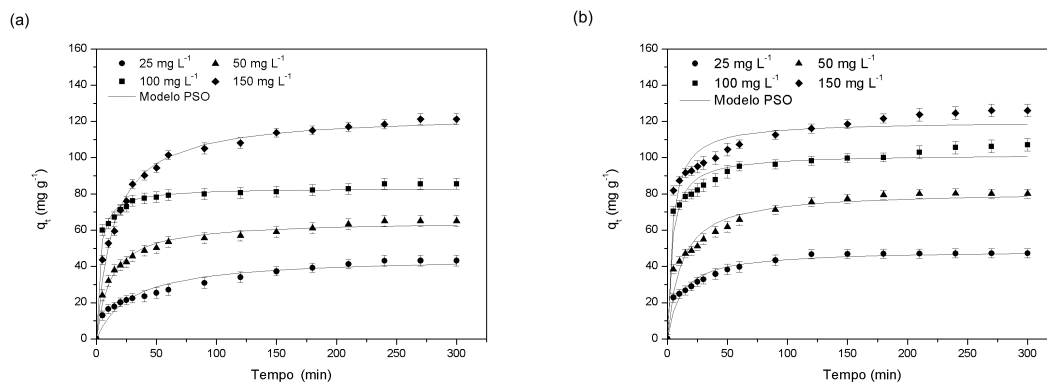 (a)
160
140
120
100
80
60
40
20
0
q_t (mg g⁻¹)
25 mg L⁻¹ 50 mg L⁻¹
100 mg L⁻¹ 150 mg L⁻¹
Modelo PSO
0 50 100 150 200 250 300
Tempo (min)
(b)
160
140
120
100
80
60
40
20
0
q_t (mg g⁻¹)
25 mg L⁻¹ 50 mg L⁻¹
100 mg L⁻¹ 150 mg L⁻¹
Modelo PSO
0 50 100 150 200 250 300
Tempo (min)